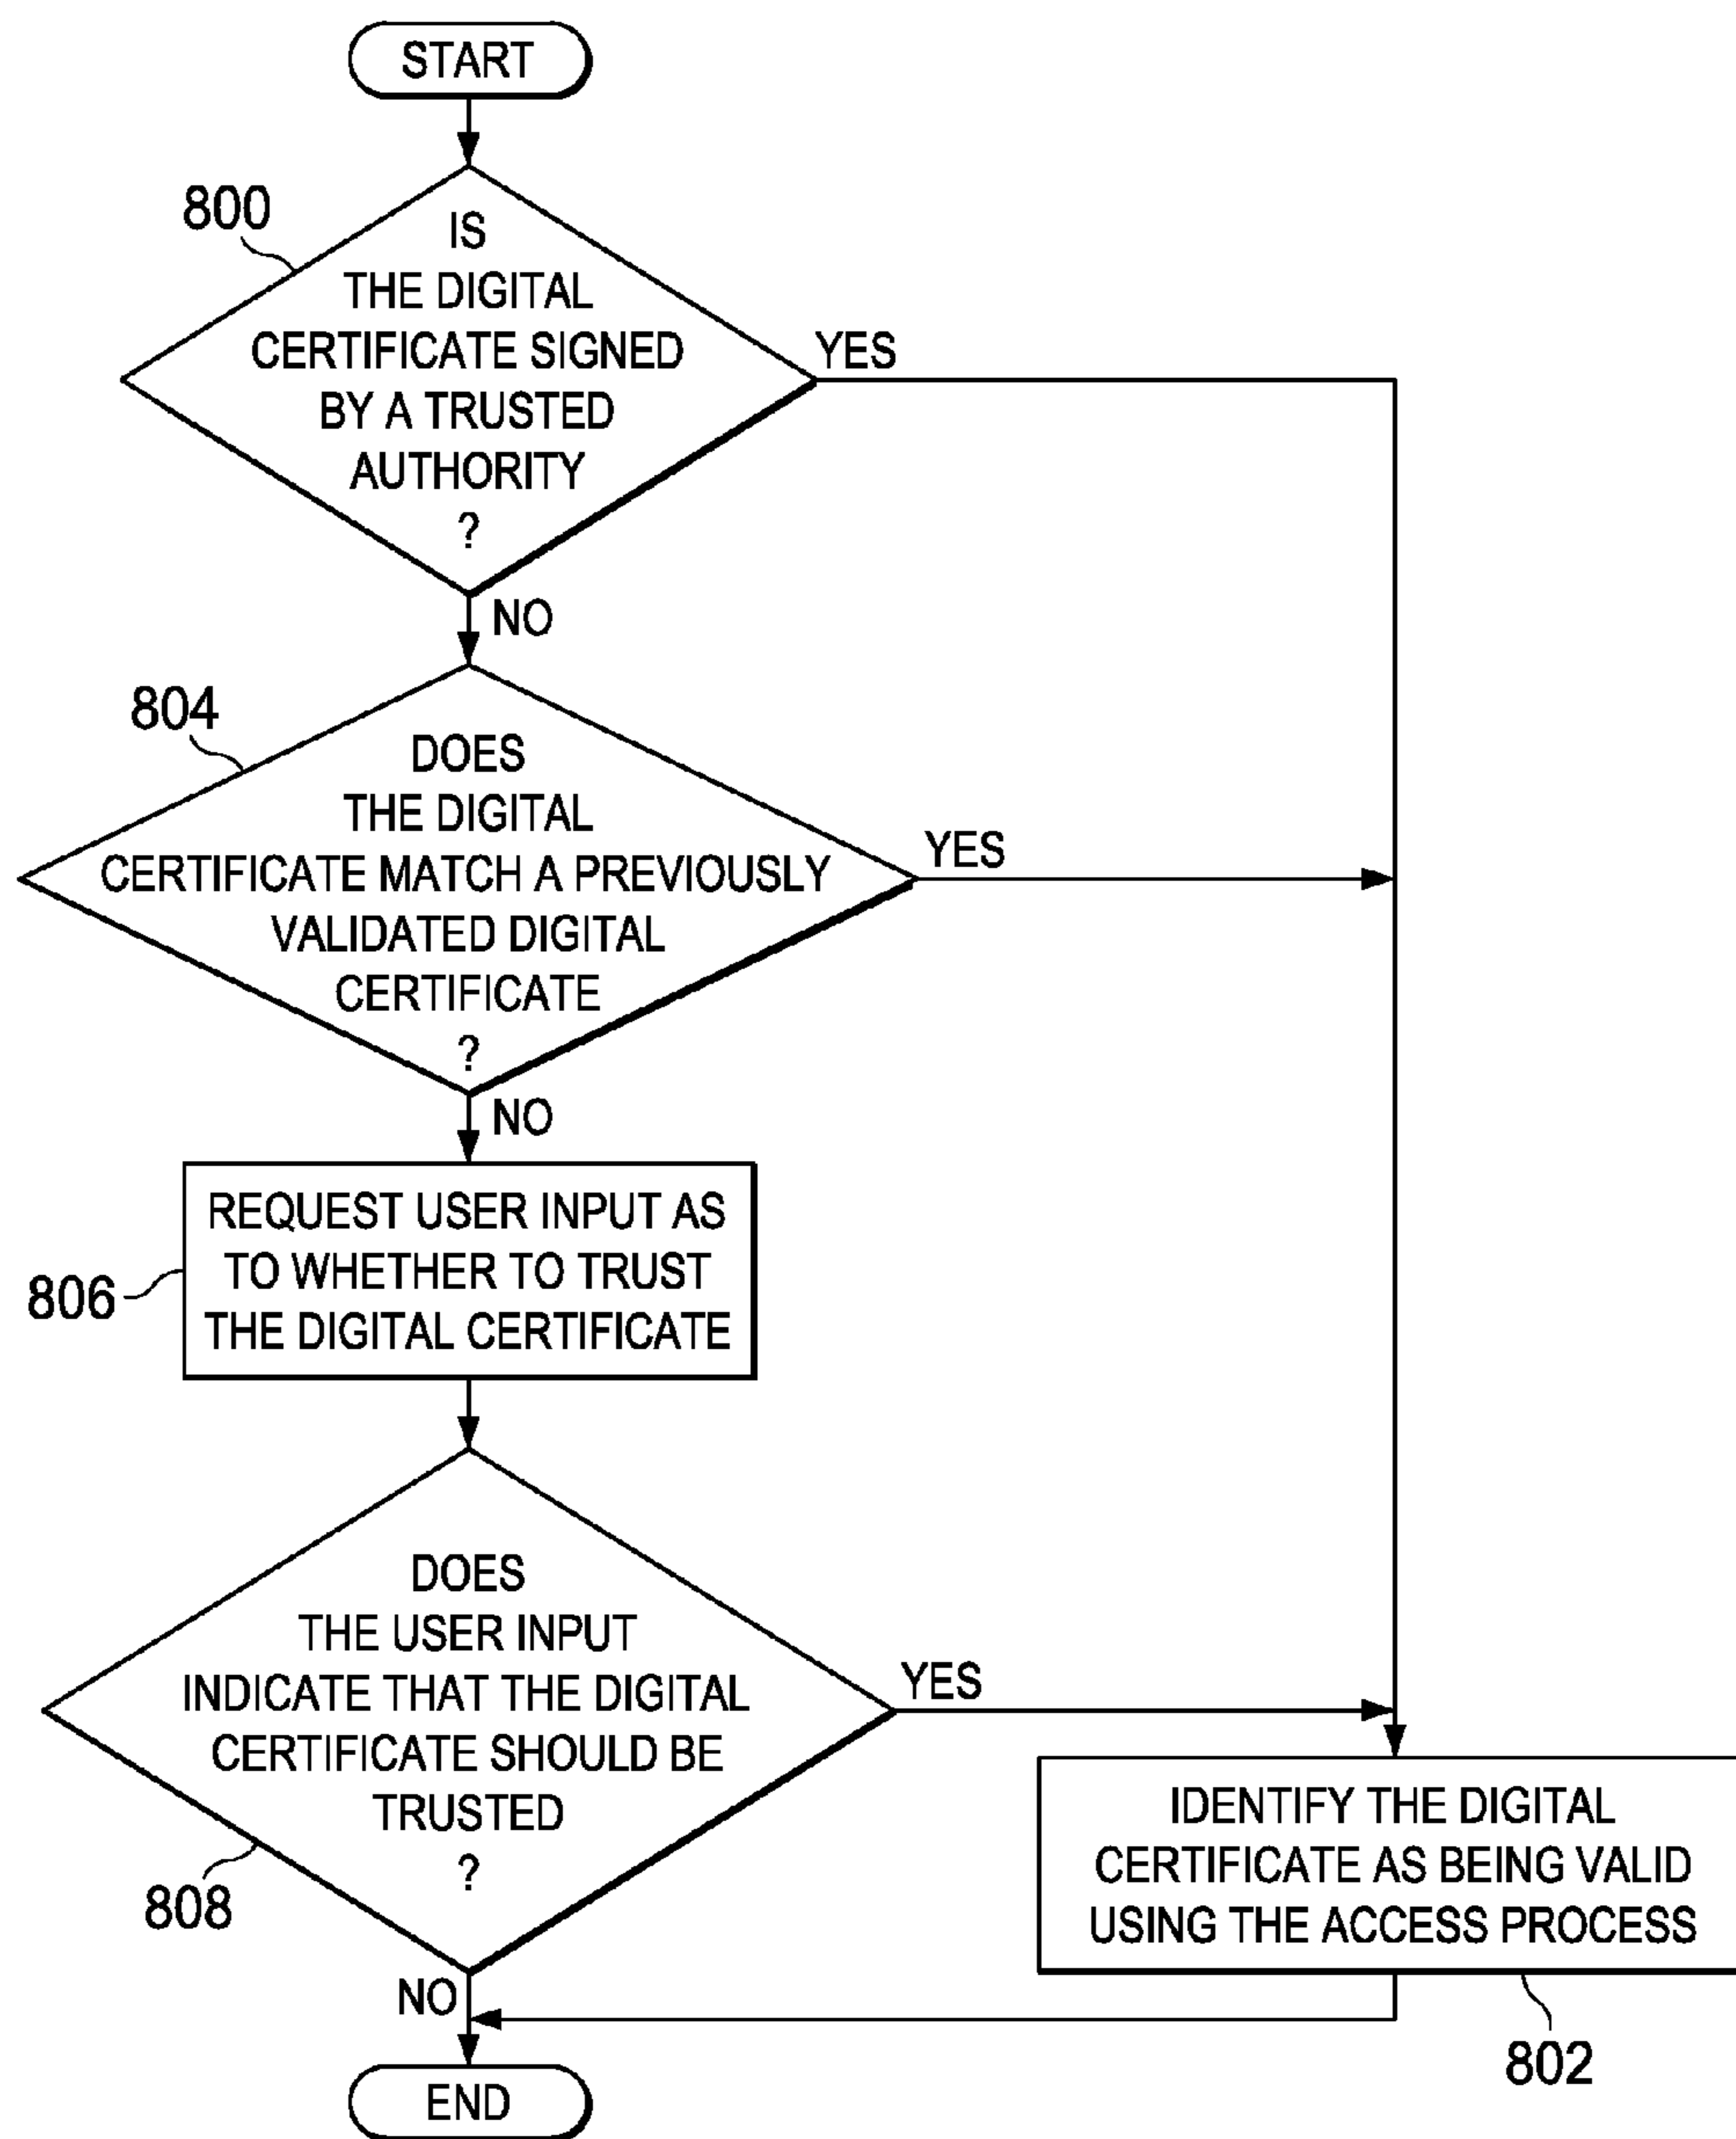 START
800
IS
THE DIGITAL
CERTIFICATE SIGNED
BY A TRUSTED
AUTHORITY
?
YES
NO
804
DOES
THE DIGITAL
CERTIFICATE MATCH A PREVIOUSLY
VALIDATED DIGITAL
CERTIFICATE
?
YES
NO
806
REQUEST USER INPUT AS
TO WHETHER TO TRUST
THE DIGITAL CERTIFICATE
DOES
THE USER INPUT
INDICATE THAT THE DIGITAL
CERTIFICATE SHOULD BE
TRUSTED
?
YES
808
NO
IDENTIFY THE DIGITAL
CERTIFICATE AS BEING VALID
USING THE ACCESS PROCESS
802
END